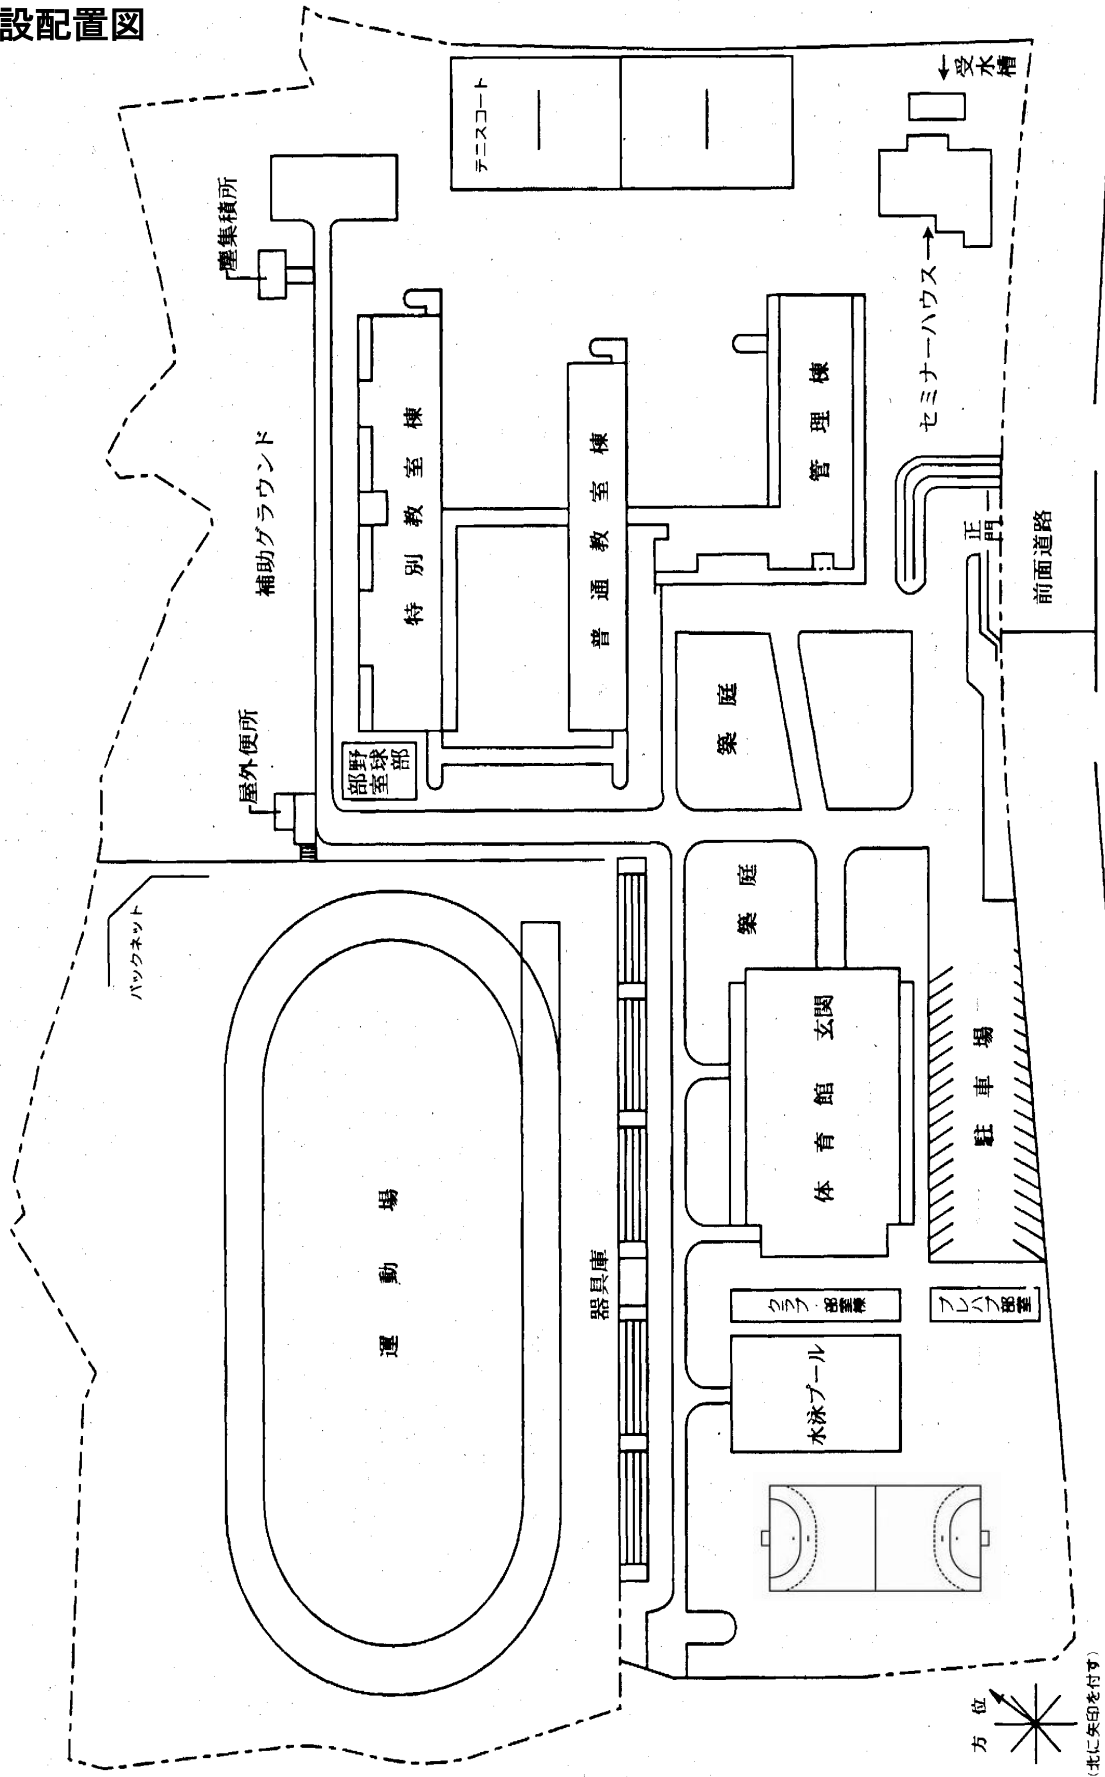 設配置図
受水槽
テニスコート
塵集積所
セミナーハウス
補助グラウンド
特別教室棟
普通教室棟
管理棟
正門
前面道路
屋外便所
野球部
部室
築庭
築庭
バックネット
運動場
器具庫
体育館
玄関
駐車場
クラブ部室棟
プレハブ部室
水泳プール
方位
(北に矢印を付す)